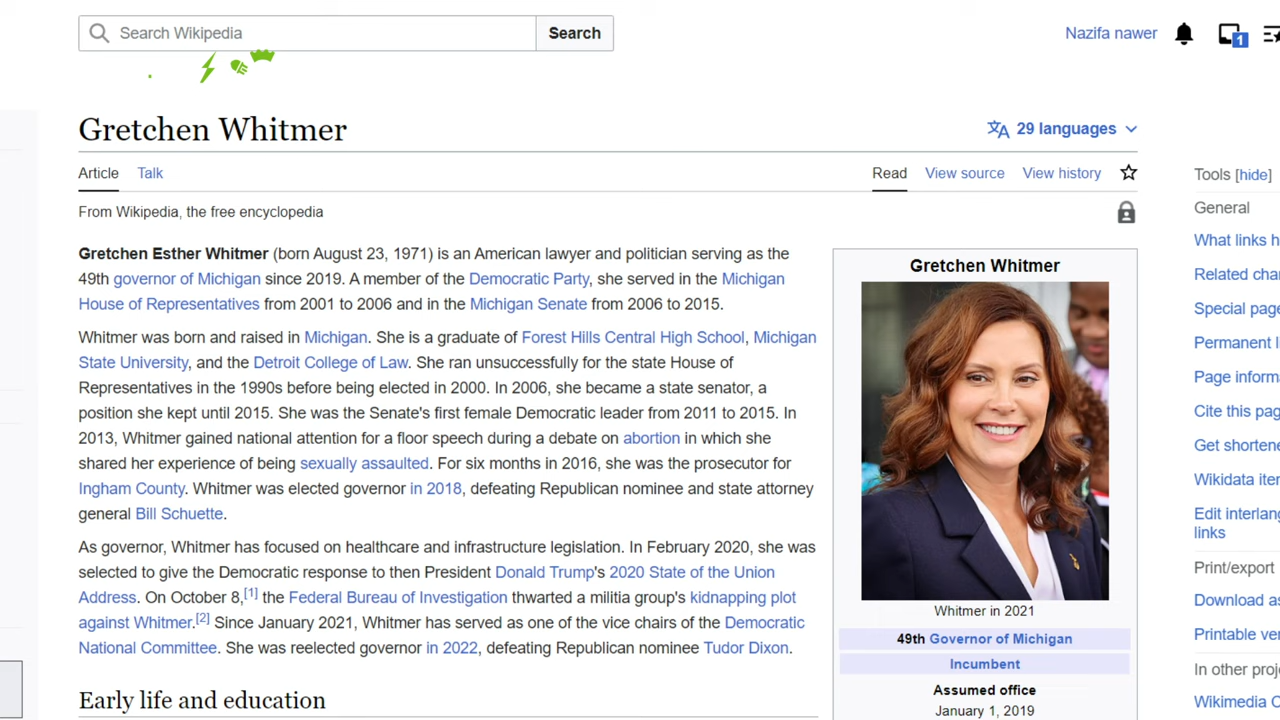 Search Wikipedia
Search
Nazifa nawer
1
Gretchen Whitmer
29 languages
Article Talk
Read View source View history
From Wikipedia, the free encyclopedia
Gretchen Esther Whitmer (born August 23, 1971) is an American lawyer and politician serving as the
49th governor of Michigan since 2019. A member of the Democratic Party, she served in the Michigan
House of Representatives from 2001 to 2006 and in the Michigan Senate from 2006 to 2015.
Whitmer was born and raised in Michigan. She is a graduate of Forest Hills Central High School, Michigan
State University, and the Detroit College of Law. She ran unsuccessfully for the state House of
Representatives in the 1990s before being elected in 2000. In 2006, she became a state senator, a
position she kept until 2015. She was the Senate's first female Democratic leader from 2011 to 2015. In
2013, Whitmer gained national attention for a floor speech during a debate on abortion in which she
shared her experience of being sexually assaulted. For six months in 2016, she was the prosecutor for
Ingham County. Whitmer was elected governor in 2018, defeating Republican nominee and state attorney
general Bill Schuette.
As governor, Whitmer has focused on healthcare and infrastructure legislation. In February 2020, she was
selected to give the Democratic response to then President Donald Trump's 2020 State of the Union
Address. On October 8,[1] the Federal Bureau of Investigation thwarted a militia group's kidnapping plot
against Whitmer.[2] Since January 2021, Whitmer has served as one of the vice chairs of the Democratic
National Committee. She was reelected governor in 2022, defeating Republican nominee Tudor Dixon.
Early life and education
Gretchen Whitmer
Whitmer in 2021
49th Governor of Michigan
Incumbent
Assumed office
January 1, 2019
Tools [hide]
General
What links h
Related cha
Special page
Permanent li
Page informa
Cite this pag
Get shortene
Wikidata iter
Edit interlang
links
Print/export
Download as
Printable ver
In other proj
Wikimedia C